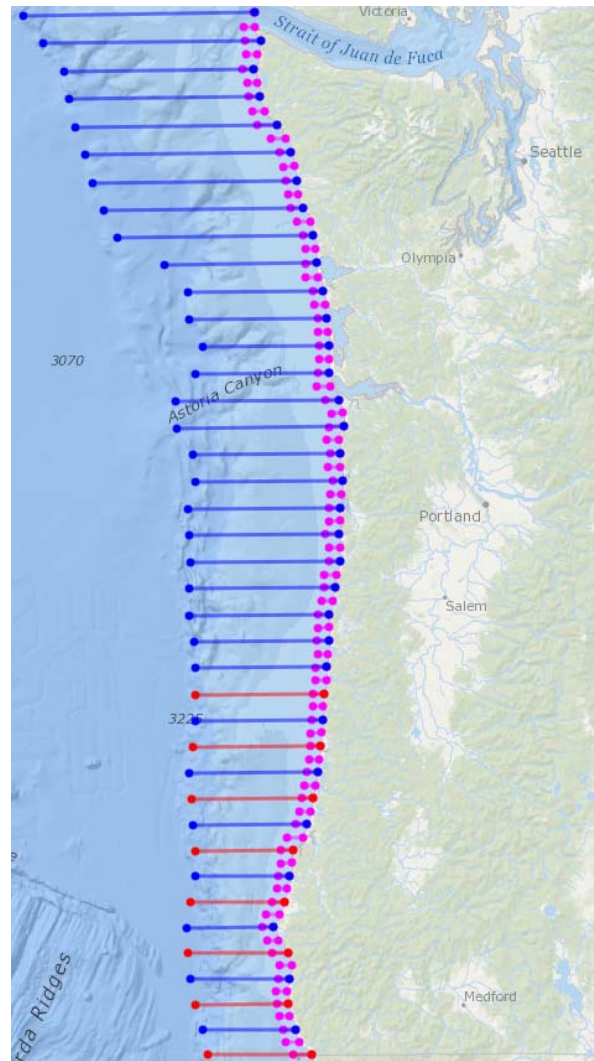 Victoria
Strait of Juan de Fuca
Seattle
Olympia
3070
Astoria Canyon
Portland
Salem
3225
Medford
rda Ridges